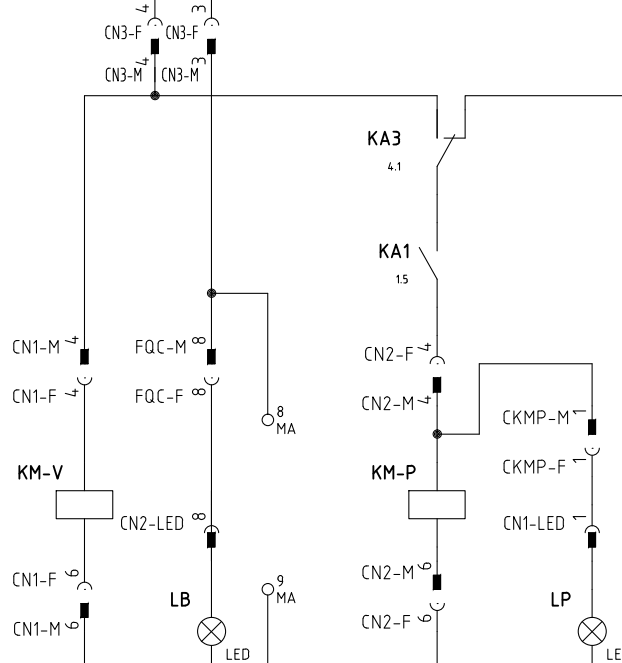 4 3
CN3-F CN3-F
4 3
CN3-M CN3-M
KA3
4.1
KA1
1.5
CN1-M 4
FQC-M 8
CN2-F 4
CN1-F 4
FQC-F 8
CN2-M 4
8
MA
CKMP-M 1
CKMP-F 1
KM-V
KM-P
CN2-LED 8
CN1-LED 1
CN1-F 6
CN2-M 6
9
MA
LB
LP
CN1-M 6
CN2-F 6
LED
LE